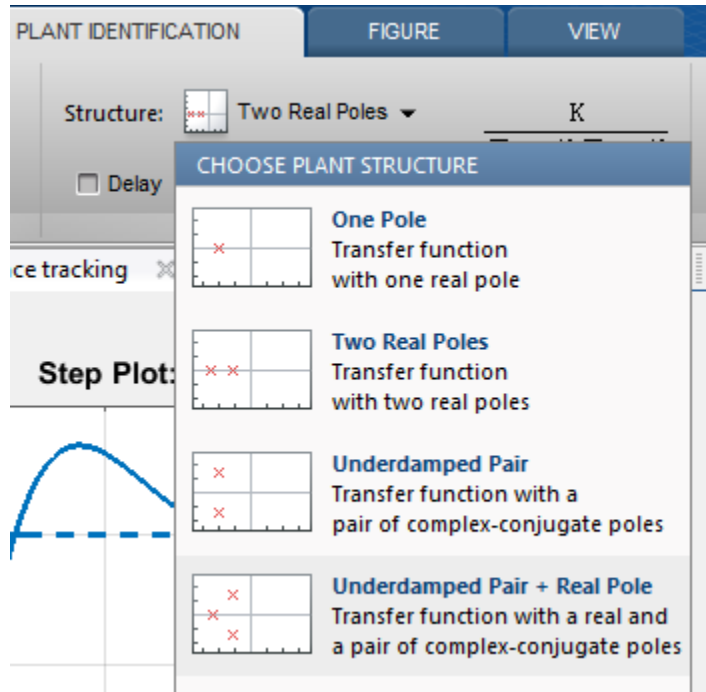 PLANT IDENTIFICATION FIGURE VIEW
Structure: Two Real Poles K
Delay
CHOOSE PLANT STRUCTURE
One Pole
Transfer function
with one real pole
ce tracking
Two Real Poles
Transfer function
with two real poles
Step Plot:
Underdamped Pair
Transfer function with a
pair of complex-conjugate poles
Underdamped Pair + Real Pole
Transfer function with a real and
a pair of complex-conjugate poles